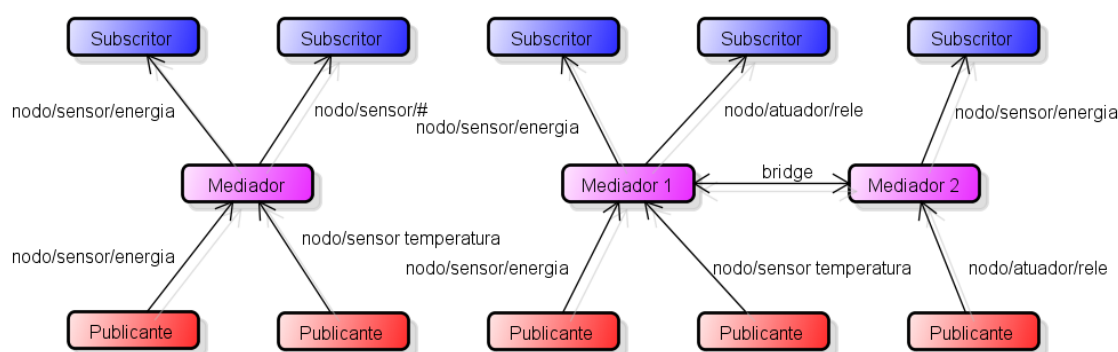 Subscritor
Subscritor
Subscritor
Subscritor
Subscritor
nodo/sensor/energia
nodo/sensor/#
nodo/sensor/energia
nodo/atuador/rele
nodo/sensor/energia
Mediador
Mediador 1
bridge
Mediador 2
nodo/sensor/energia
nodo/sensor temperatura
nodo/sensor/energia
nodo/sensor temperatura
nodo/atuador/rele
Publicante
Publicante
Publicante
Publicante
Publicante